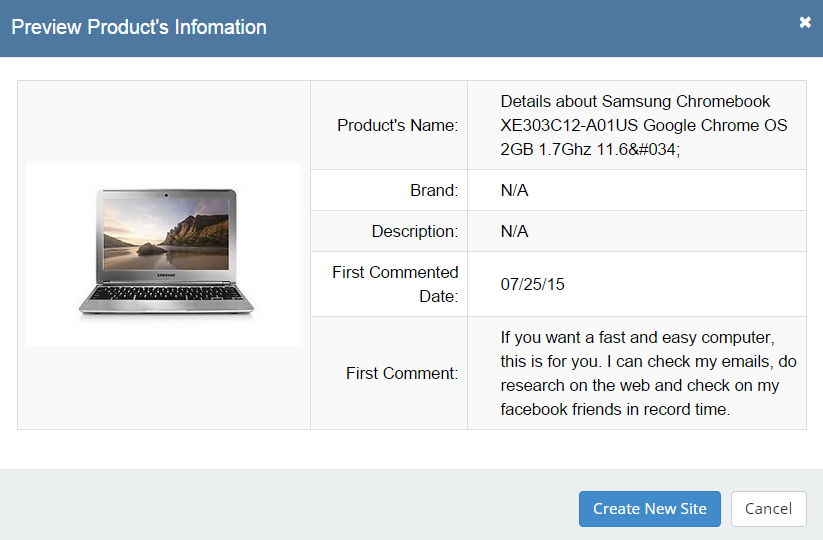 Preview Product's Infomation
Product's Name:
Details about Samsung Chromebook
XE303C12-A01US Google Chrome OS
2GB 1.7Ghz 11.6&#034;
Brand:
N/A
Description:
N/A
First Commented
Date:
07/25/15
First Comment:
If you want a fast and easy computer,
this is for you. I can check my emails, do
research on the web and check on my
facebook friends in record time.
SAMSUNG
Create New Site
Cancel